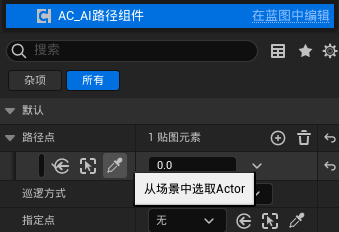 AC_AI路径组件 在蓝图中编辑
搜索
杂项 所有
默认
路径点 1 贴图元素
0.0
从场景中选取Actor
巡逻方式
指定点 无